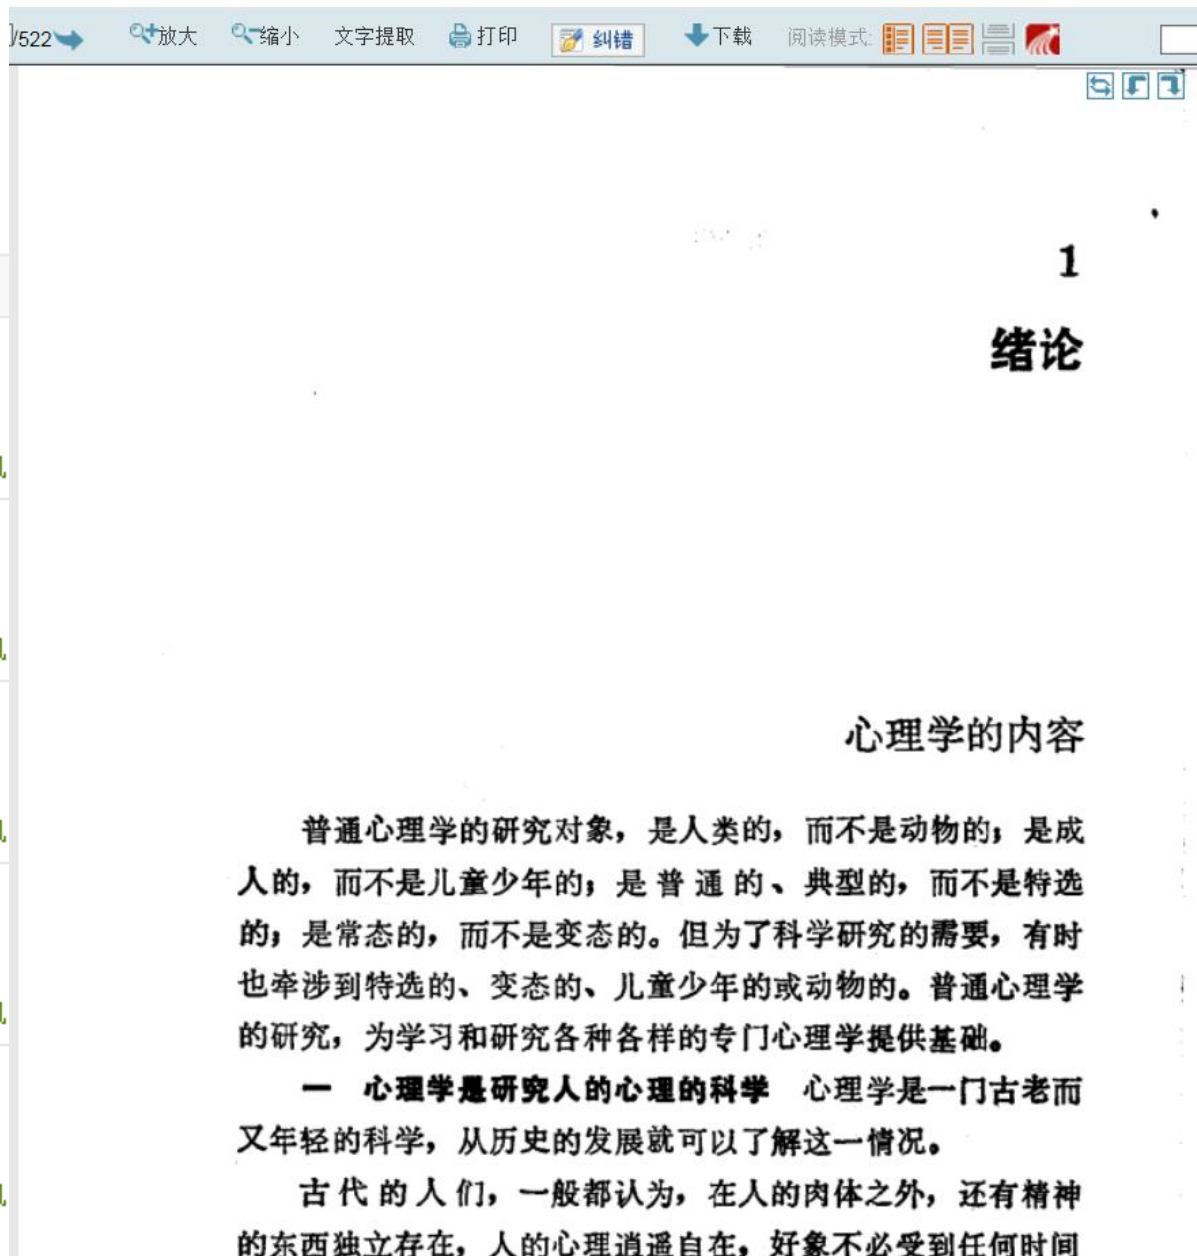 /522
放大 缩小 文字提取 打印 纠错 下载 阅读模式:
1
绪论
心理学的内容
普通心理学的研究对象，是人类的，而不是动物的；是成
人的，而不是儿童少年的；是普通的、典型的，而不是特选
的；是常态的，而不是变态的。但为了科学研究的需要，有时
也牵涉到特选的、变态的、儿童少年的或动物的。普通心理学
的研究，为学习和研究各种各样的专门心理学提供基础。
一 心理学是研究人的心理的科学 心理学是一门古老而
又年轻的科学，从历史的发展就可以了解这一情况。
古代的人们，一般都认为，在人的肉体之外，还有精神
的东西独立存在，人的心理逍遥自在，好象不必受到任何时间